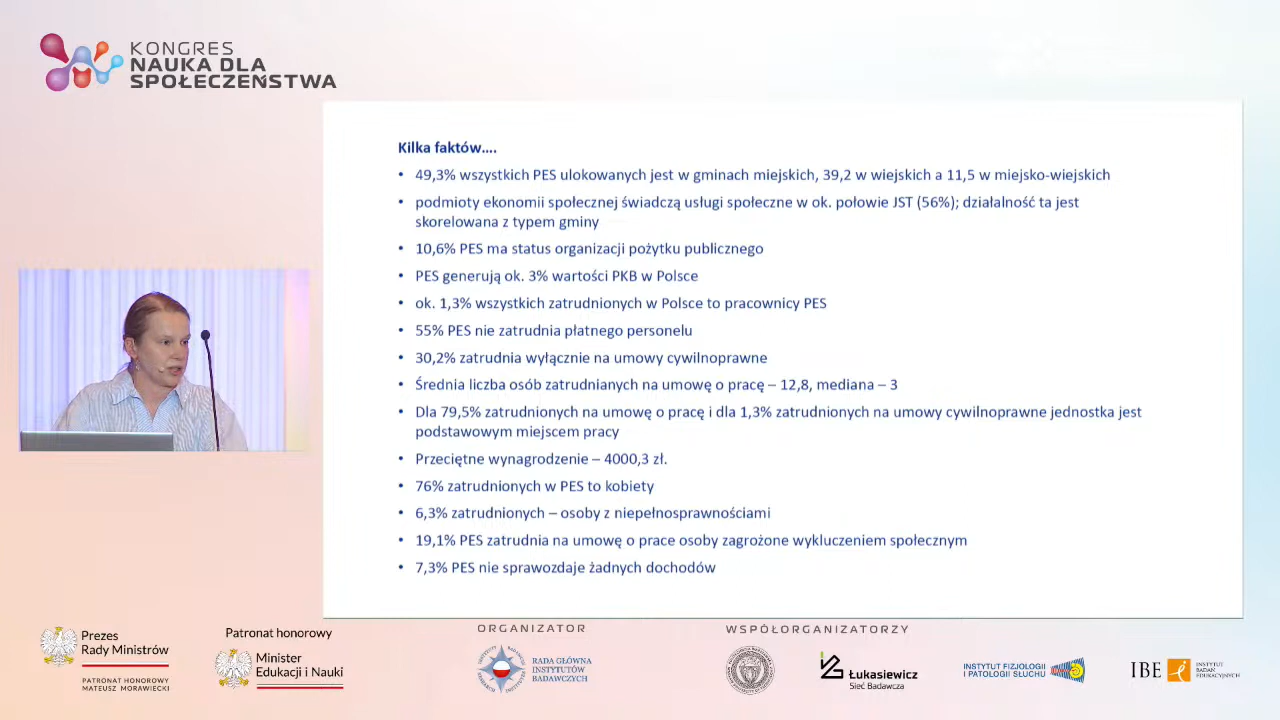 KONGRES
NAUKA DLA
SPOŁECZEŃSTWA
Kilka faktów....
• 49,3% wszystkich PES ulokowanych jest w gminach miejskich, 39,2 w wiejskich a 11,5 w miejsko-wiejskich
• podmioty ekonomii społecznej świadczą usługi społeczne w ok. połowie JST (56%); działalność ta jest
skorelowana z typem gminy
• 10,6% PES ma status organizacji pożytku publicznego
• PES generują ok. 3% wartości PKB w Polsce
• ok. 1,3% wszystkich zatrudnionych w Polsce to pracownicy PES
• 55% PES nie zatrudnia płatnego personelu
• 30,2% zatrudnia wyłącznie na umowy cywilnoprawne
• Średnia liczba osób zatrudnianych na umowę o pracę – 12,8, mediana – 3
• Dla 79,5% zatrudnionych na umowę o pracę i dla 1,3% zatrudnionych na umowy cywilnoprawne jednostka jest
podstawowym miejscem pracy
• Przeciętne wynagrodzenie – 4000,3 zł.
• 76% zatrudnionych w PES to kobiety
• 6,3% zatrudnionych – osoby z niepełnosprawnościami
• 19,1% PES zatrudnia na umowę o prace osoby zagrożone wykluczeniem społecznym
• 7,3% PES nie sprawozdaje żadnych dochodów
Prezes
Rady Ministrów
PATRONAT HONOROWY
MATEUSZ MORAWIECKI
Patronat honorowy
Minister
Edukacji i Nauki
ORGANIZATOR
RADA GŁÓWNA
INSTYTUTÓW
BADAWCZYCH
WSPÓŁORGANIZATORZY
Łukasiewicz
Sieć Badawcza
INSTYTUT FIZJOLOGII
I PATOLOGII SŁUCHU
IBE
INSTYTUT
BADAŃ
EDUKACYJNYCH